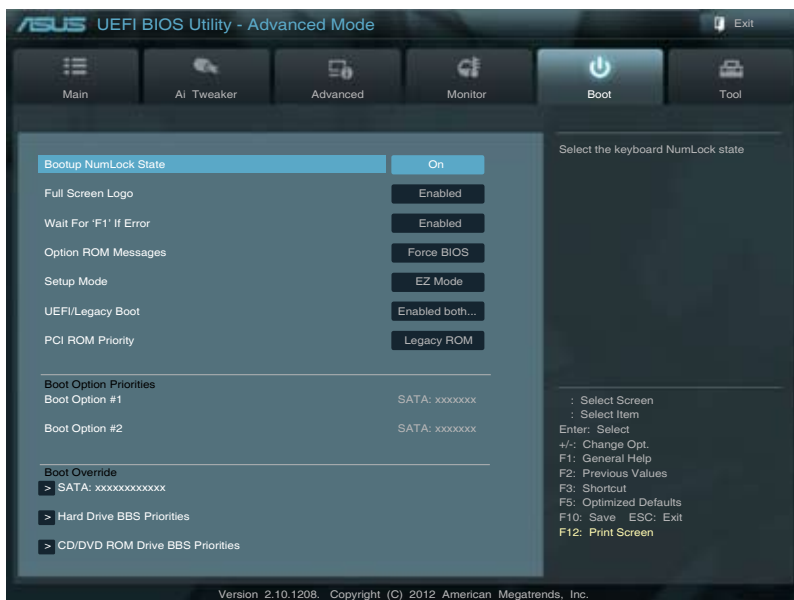 ASUS UEFI BIOS Utility - Advanced Mode
Exit
Main Ai Tweaker Advanced Monitor Boot Tool
Select the keyboard NumLock state
Bootup NumLock State On
Full Screen Logo Enabled
Wait For ‘F1’ If Error Enabled
Option ROM Messages Force BIOS
Setup Mode EZ Mode
UEFI/Legacy Boot Enabled both...
PCI ROM Priority Legacy ROM
Boot Option Priorities
Boot Option #1 SATA: xxxxxxx
Boot Option #2 SATA: xxxxxxx
Boot Override
> SATA: xxxxxxxxxxxx
> Hard Drive BBS Priorities
> CD/DVD ROM Drive BBS Priorities
: Select Screen
: Select Item
Enter: Select
+/-: Change Opt.
F1: General Help
F2: Previous Values
F3: Shortcut
F5: Optimized Defaults
F10: Save ESC: Exit
F12: Print Screen
Version 2.10.1208. Copyright (C) 2012 American Megatrends, Inc.